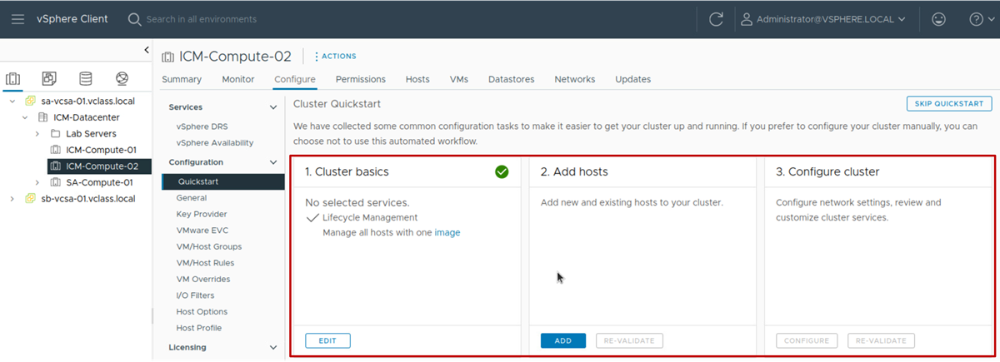 vSphere Client
Search in all environments
Administrator@VSPHERE.LOCAL
ICM-Compute-02
ACTIONS
Summary Monitor Configure Permissions Hosts VMs Datastores Networks Updates
sa-vcsa-01.vclass.local
ICM-Datacenter
Lab Servers
ICM-Compute-01
ICM-Compute-02
SA-Compute-01
sb-vcsa-01.vclass.local
Services
vSphere DRS
vSphere Availability
Configuration
Quickstart
General
Key Provider
VMware EVC
VM/Host Groups
VM/Host Rules
VM Overrides
I/O Filters
Host Options
Host Profile
Licensing
Cluster Quickstart
SKIP QUICKSTART
We have collected some common configuration tasks to make it easier to get your cluster up and running. If you prefer to configure your cluster manually, you can
choose not to use this automated workflow.
1. Cluster basics
No selected services.
Lifecycle Management
Manage all hosts with one image
EDIT
2. Add hosts
Add new and existing hosts to your cluster.
ADD
RE-VALIDATE
3. Configure cluster
Configure network settings, review and
customize cluster services.
CONFIGURE
RE-VALIDATE